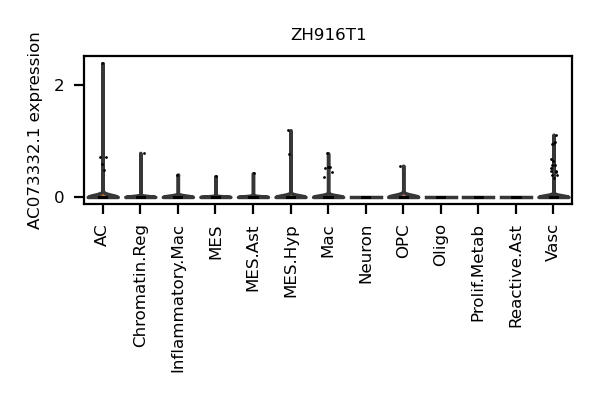 ZH916T1
AC073332.1 expression
2
0
AC
Chromatin.Reg
Inflammatory.Mac
MES
MES.Ast
MES.Hyp
Mac
Neuron
OPC
Oligo
Prolif.Metab
Reactive.Ast
Vasc